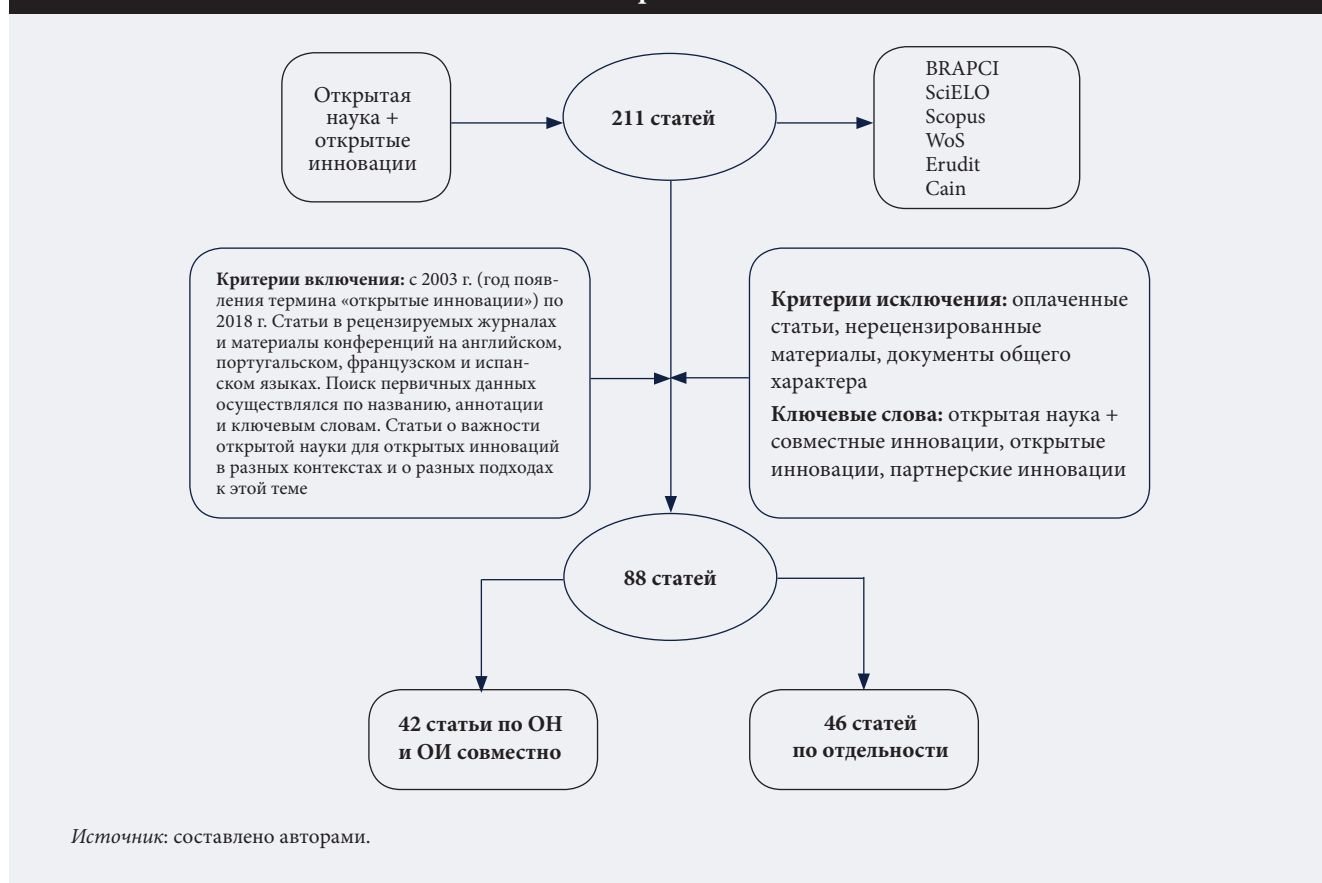 Открытая
наука +
открытые
инновации
211 статей
BRAPCI
SciELO
Scopus
WoS
Erudit
Cain
Критерии включения: с 2003 г. (год появ-
ления термина «открытые инновации») по
2018 г. Статьи в рецензируемых журналах
и материалы конференций на английском,
португальском, французском и испан-
ском языках. Поиск первичных данных
осуществлялся по названию, аннотации
и ключевым словам. Статьи о важности
открытой науки для открытых инноваций
в разных контекстах и о разных подходах
к этой теме
Критерии исключения: оплаченные
статьи, нерецензированные
материалы, документы общего
характера
Ключевые слова: открытая наука +
совместные инновации, открытые
инновации, партнерские инновации
88 статей
42 статьи по ОН
и ОИ совместно
46 статей
по отдельности
Источник: составлено авторами.